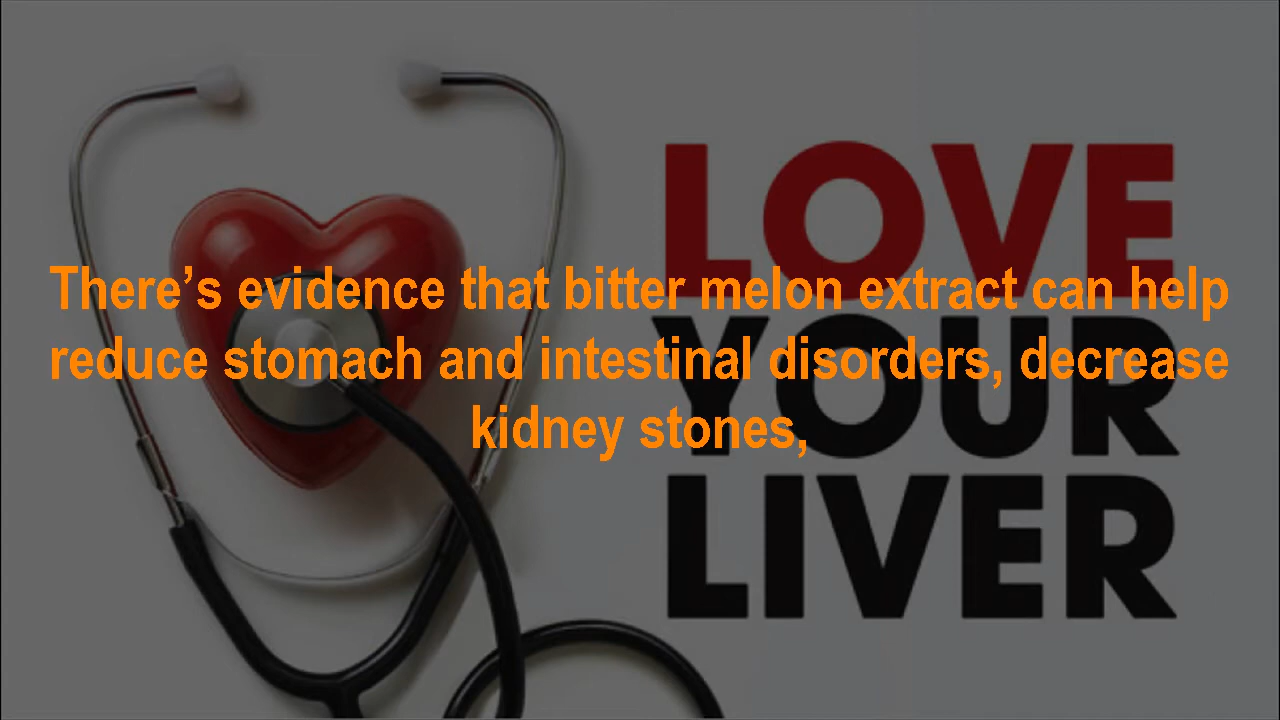 There’s evidence that bitter melon extract can help
reduce stomach and intestinal disorders, decrease
kidney stones,
LOVE
YOUR
LIVER